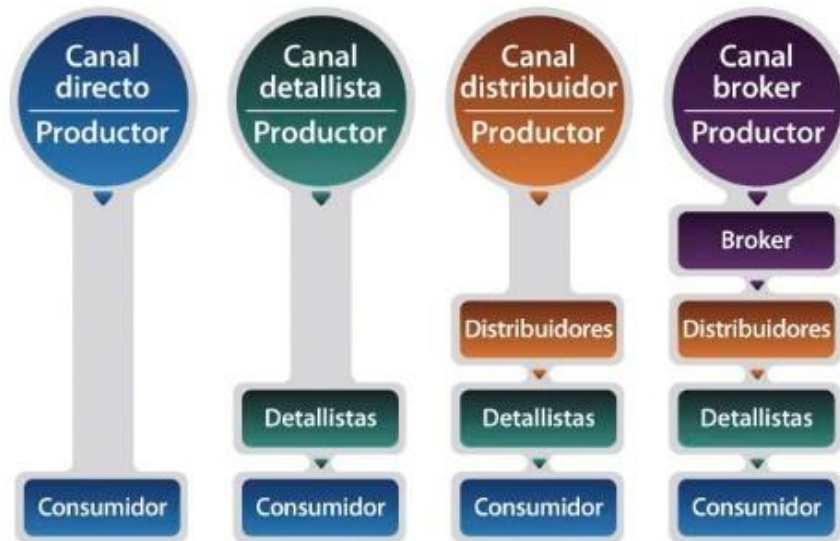 Canal
directo
Productor
Consumidor
Canal
detallista
Productor
Detallistas
Consumidor
Canal
distribuidor
Productor
Distribuidores
Detallistas
Consumidor
Canal
broker
Productor
Broker
Distribuidores
Detallistas
Consumidor